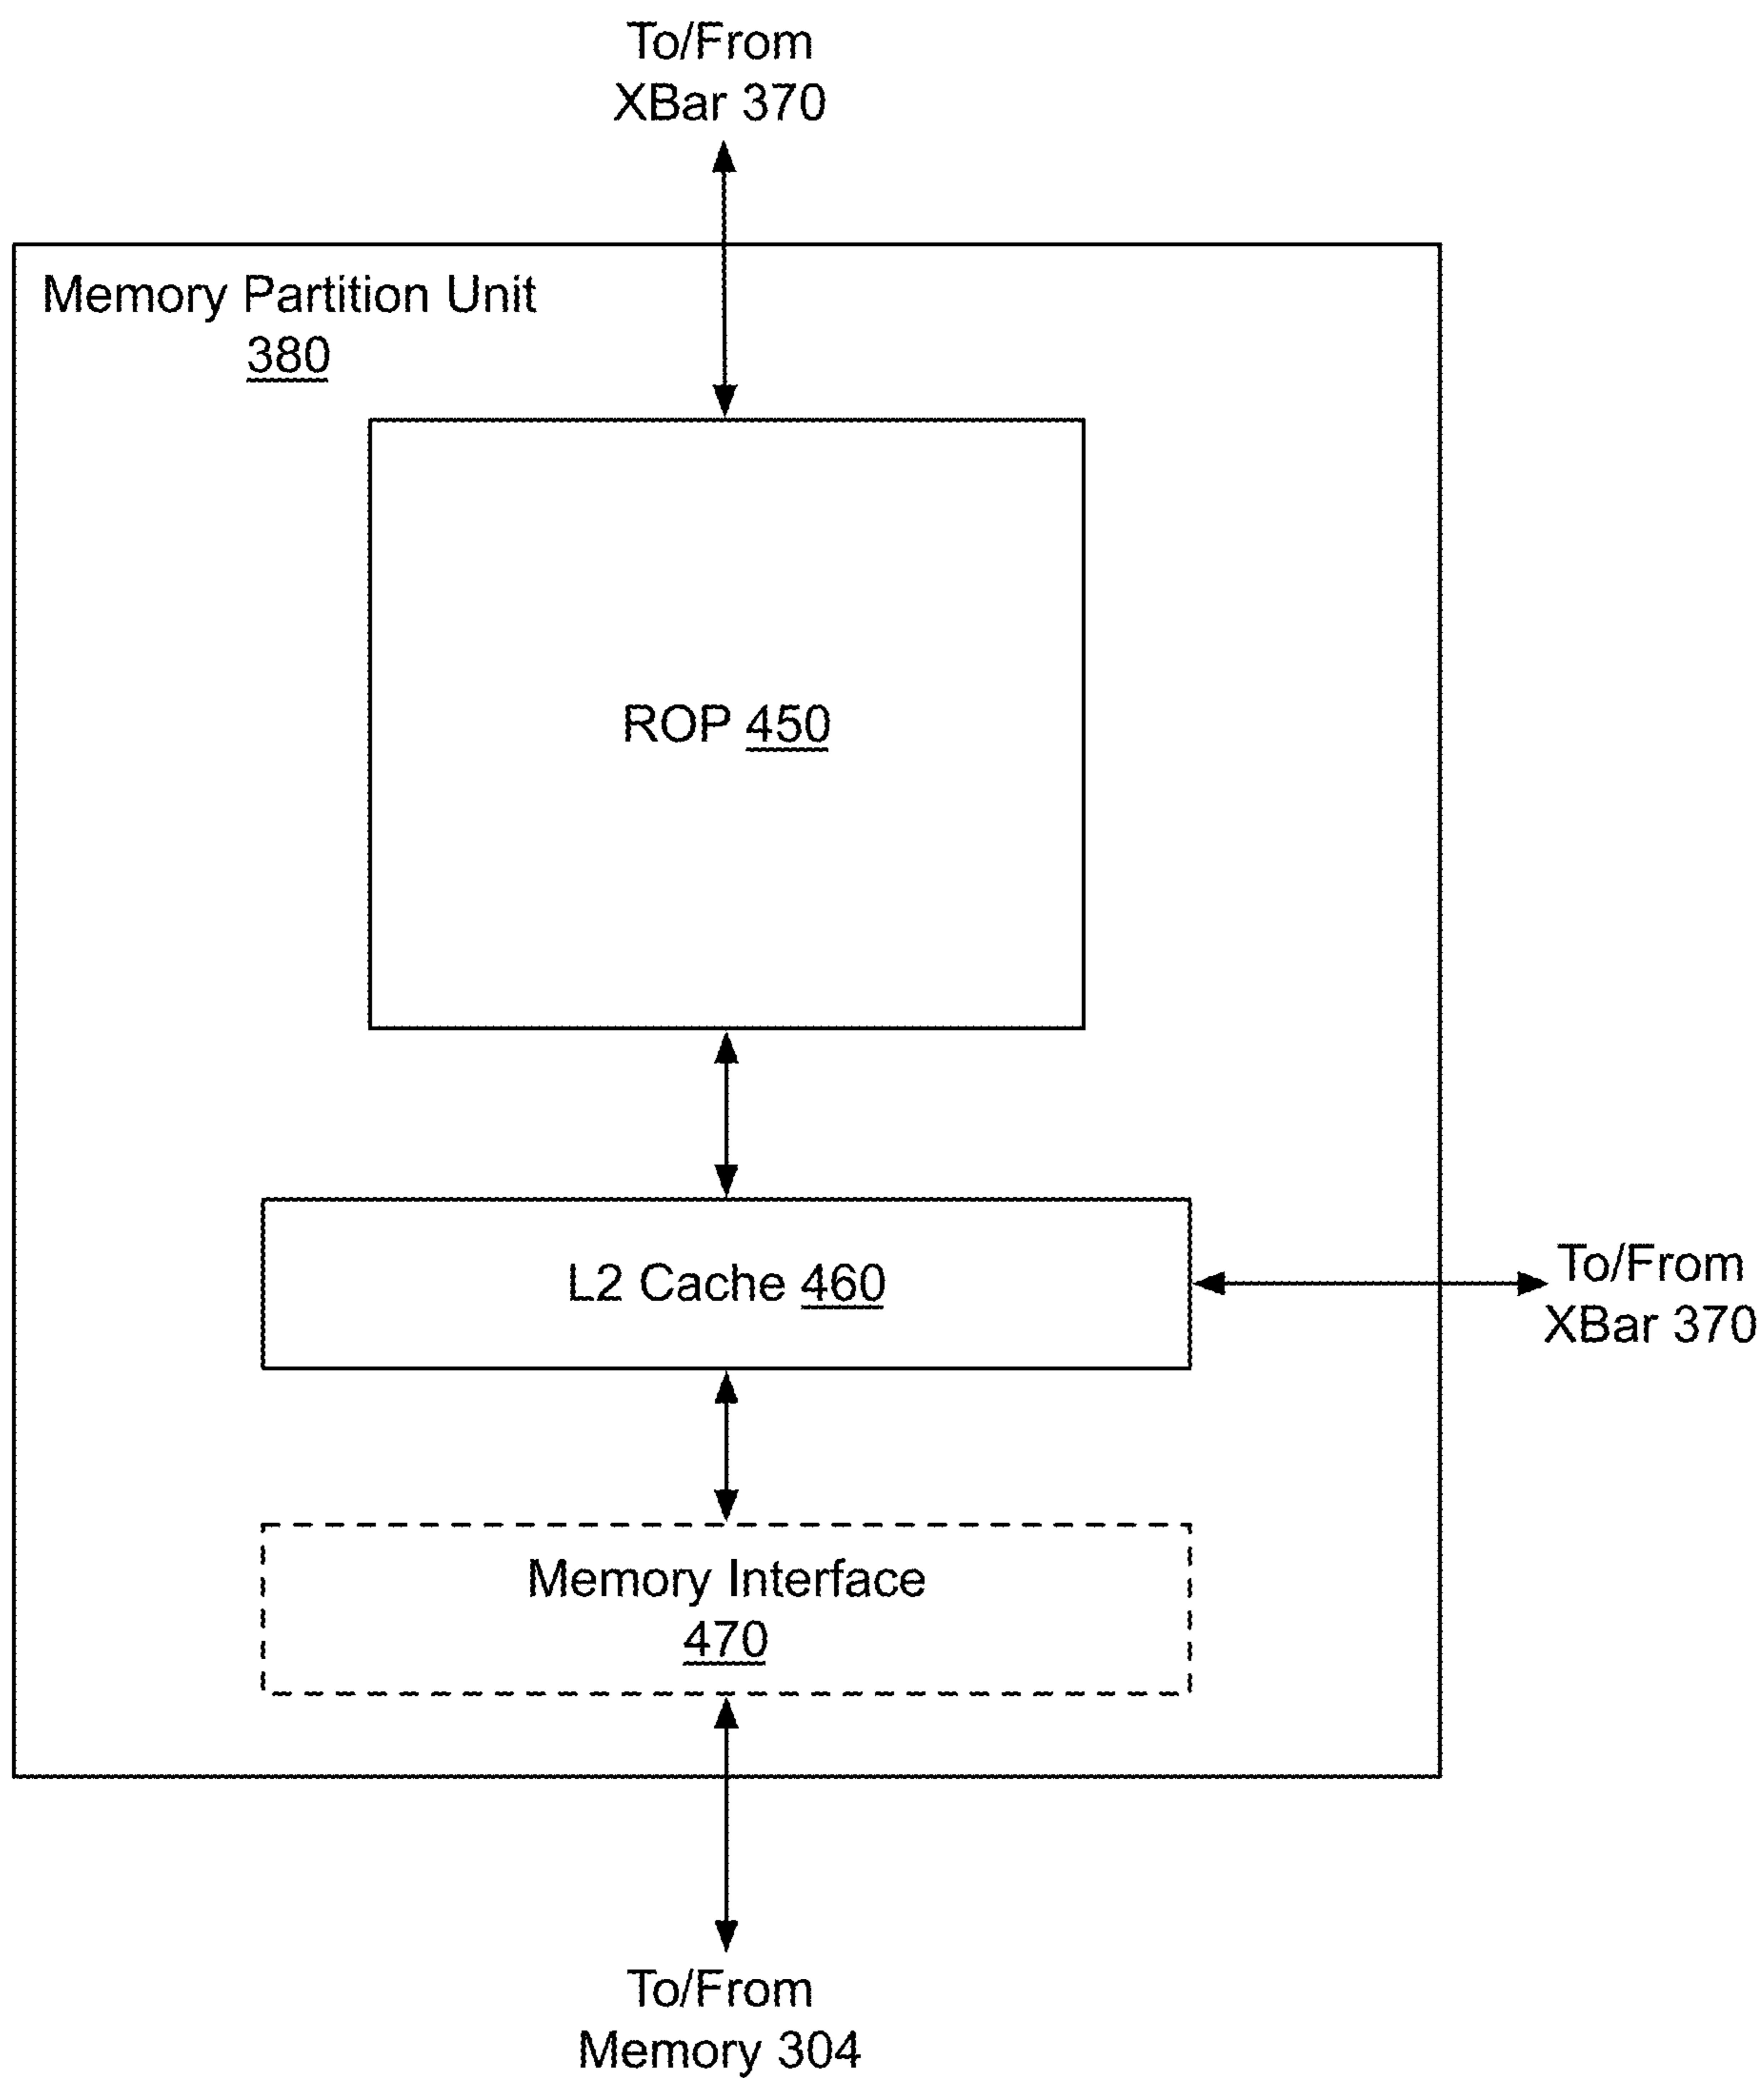 To/From
XBar 370
Memory Partition Unit
380
ROP 450
L2 Cache 460
To/From
XBar 370
Memory Interface
470
To/From
Memory 304